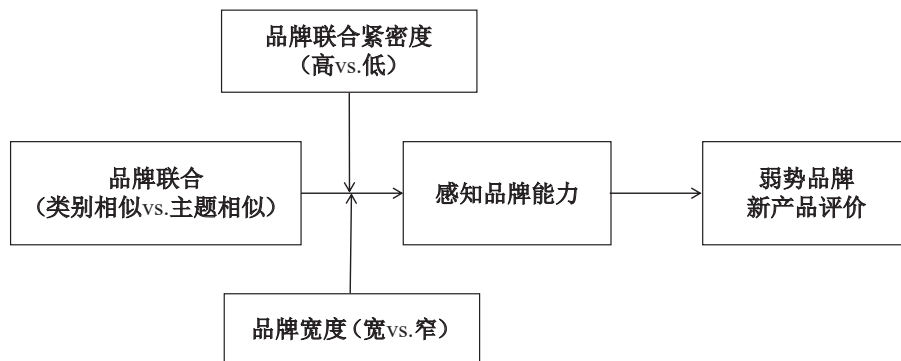 品牌联合紧密度
（高vs.低）
品牌联合
（类别相似vs.主题相似）
感知品牌能力
弱势品牌
新产品评价
品牌宽度（宽vs.窄）